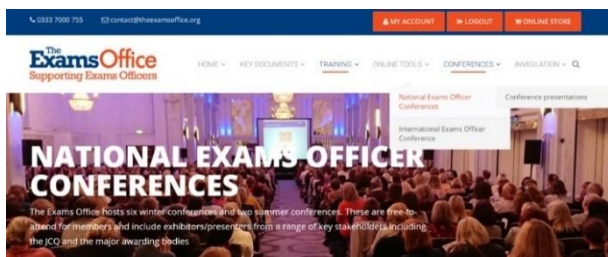 0333 7000 755
contact@theexamsoffice.org
MY ACCOUNT
LOGOUT
ONLINE STORE
The
ExamsOffice
Supporting Exams Officers
HOME
KEY DOCUMENTS
TRAINING
ONLINE TOOLS
CONFERENCES
INVIGILATION
National Exams Officer
Conferences
Conference presentations
International Exams Officer
Conference
NATIONAL EXAMS OFFICER
CONFERENCES
The Exams Office hosts six winter conferences and two summer conferences. These are free-to-
attend for members and include exhibitors/presenters from a range of key stakeholders including
the JCQ and the major awarding bodies